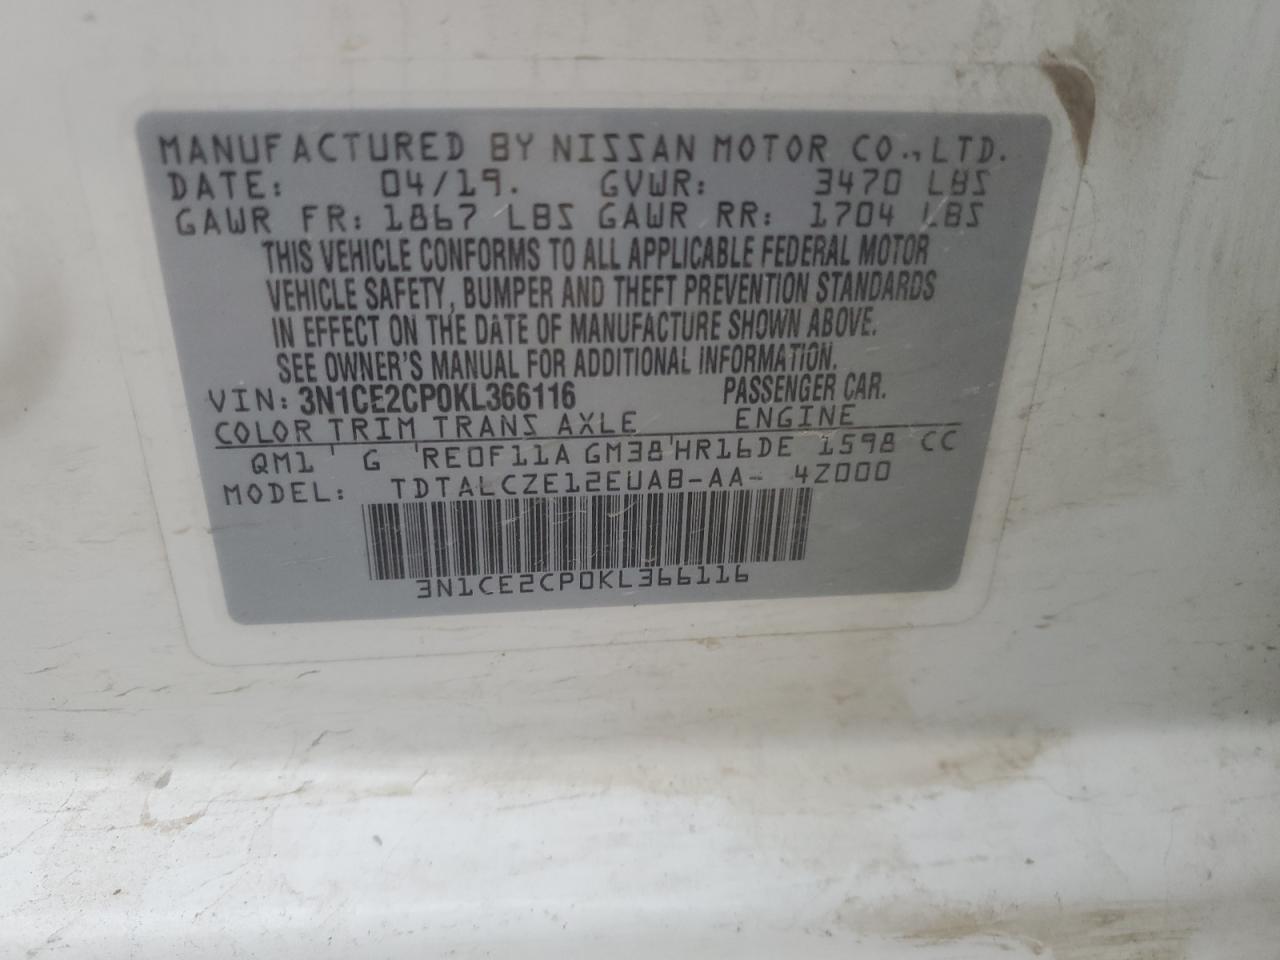 MANUFACTURED BY NISSAN MOTOR CO., LTD.
DATE: 04/19. GVWR: 3470 LBS
GAWR FR: 1867 LBS GAWR RR: 1704 LBS
THIS VEHICLE CONFORMS TO ALL APPLICABLE FEDERAL MOTOR
VEHICLE SAFETY, BUMPER AND THEFT PREVENTION STANDARDS
IN EFFECT ON THE DATE OF MANUFACTURE SHOWN ABOVE.
SEE OWNER'S MANUAL FOR ADDITIONAL INFORMATION.
VIN: 3N1CE2CP0KL366116 PASSENGER CAR.
COLOR TRIM TRANS AXLE ENGINE
QM1 ' G 'RE0F11A GM38'HR16DE 1598 CC
MODEL: TDTALCZE12EUAB-AA- 4Z000
3N1CE2CP0KL366116